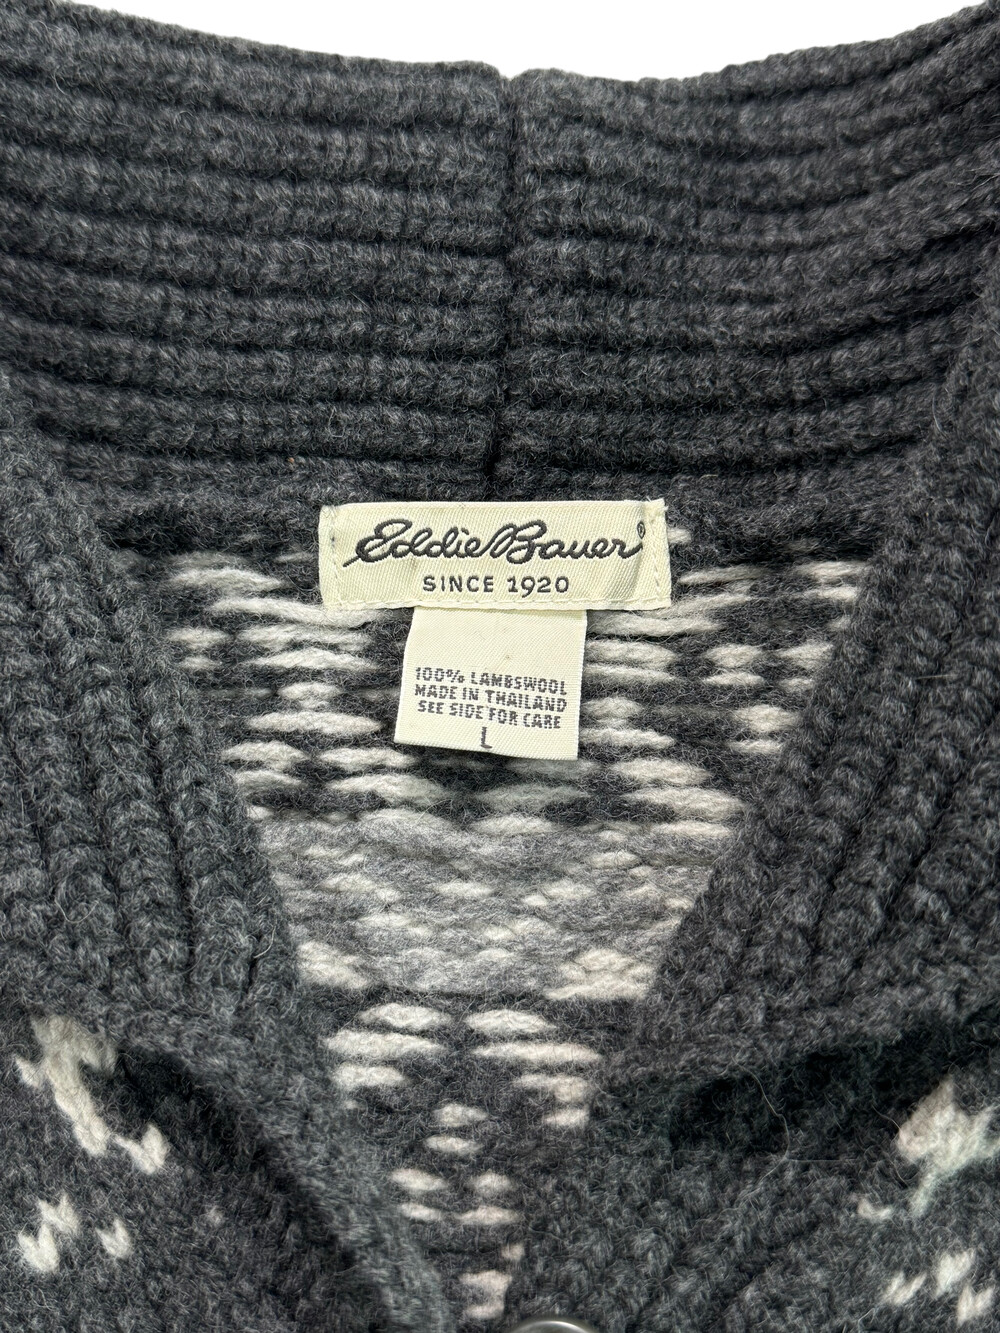 Eddie Bauer®
SINCE 1920
100% LAMBSWOOL
MADE IN THAILAND
SEE SIDE FOR CARE
L